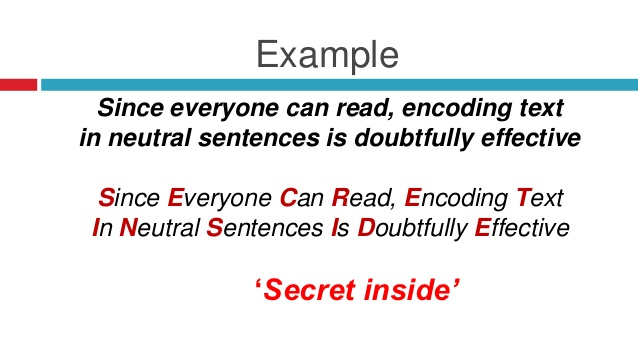 Example
Since everyone can read, encoding text
in neutral sentences is doubtfully effective
Since Everyone Can Read, Encoding Text
In Neutral Sentences Is Doubtfully Effective
‘Secret inside’